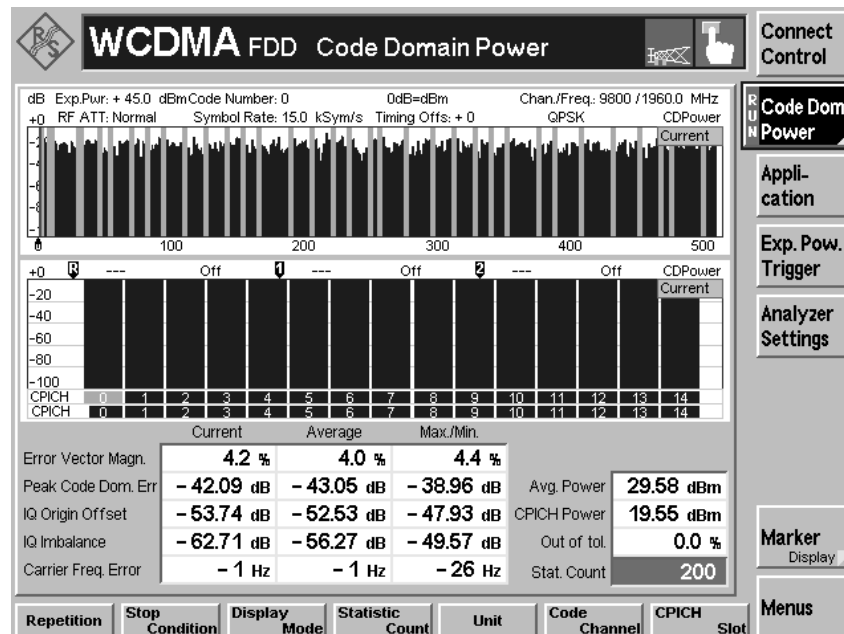 R S
WCDMA FDD Code Domain Power
Connect Control
dB Exp.Pwr: + 45.0 dBm Code Number: 0 0dB=dBm Chan./Freq.: 9800 / 1960.0 MHz
+0 RF ATT: Normal Symbol Rate: 15.0 kSym/s Timing Offs: + 0 QPSK CDPower
Current
RUN Code Dom Power
Appli-
cation
0 100 200 300 400 500
Exp. Pow. Trigger
+0 R --- Off 1 --- Off 2 --- Off CDPower
Current
-20
-40
-60
-80
-100
Analyzer Settings
CPICH 0 1 2 3 4 5 6 7 8 9 10 11 12 13 14
CPICH 0 1 2 3 4 5 6 7 8 9 10 11 12 13 14
Current Average Max./Min.
Error Vector Magn. 4.2 % 4.0 % 4.4 %
Peak Code Dom. Err -42.09 dB -43.05 dB -38.96 dB Avg. Power 29.58 dBm
IQ Origin Offset -53.74 dB -52.53 dB -47.93 dB CPICH Power 19.55 dBm
IQ Imbalance -62.71 dB -56.27 dB -49.57 dB Out of tol. 0.0 %
Carrier Freq. Error -1 Hz -1 Hz -26 Hz Stat. Count 200
Marker
Display
Repetition Stop Condition Display Mode Statistic Count Unit Code Channel CPICH Slot Menus